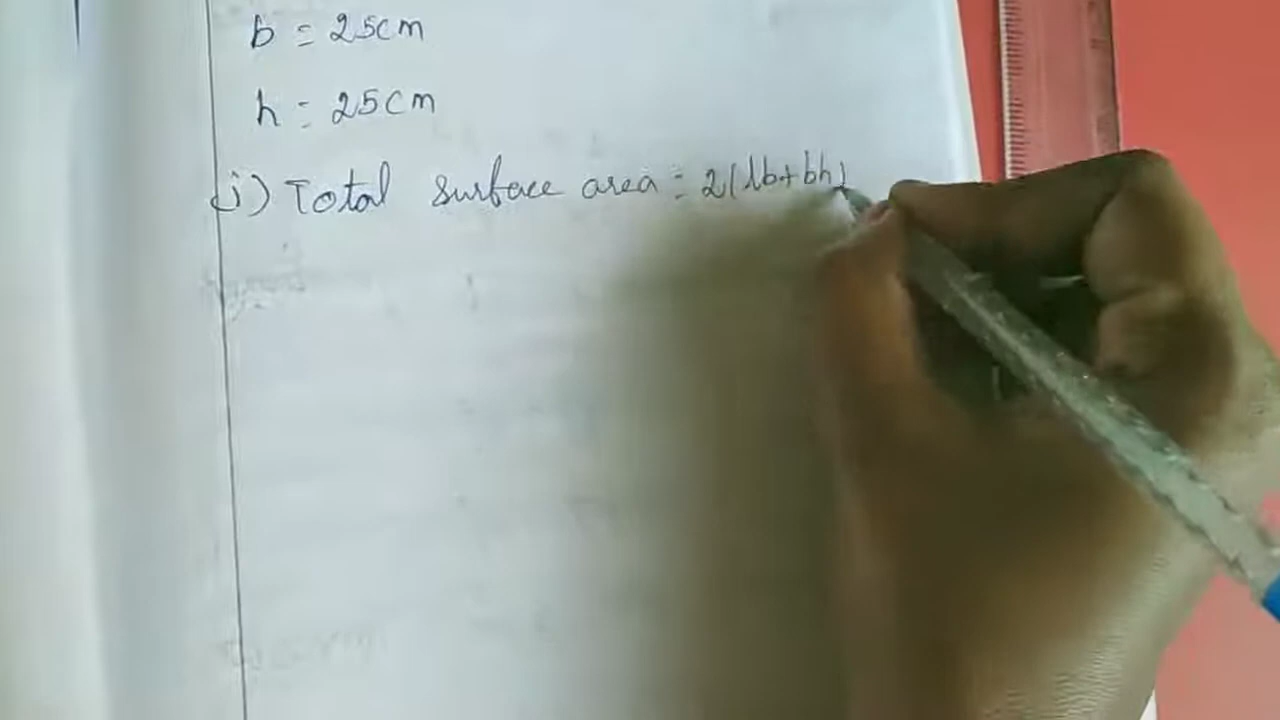 b = 25cm
h = 25cm
i) Total surface area = 2(lb+bh